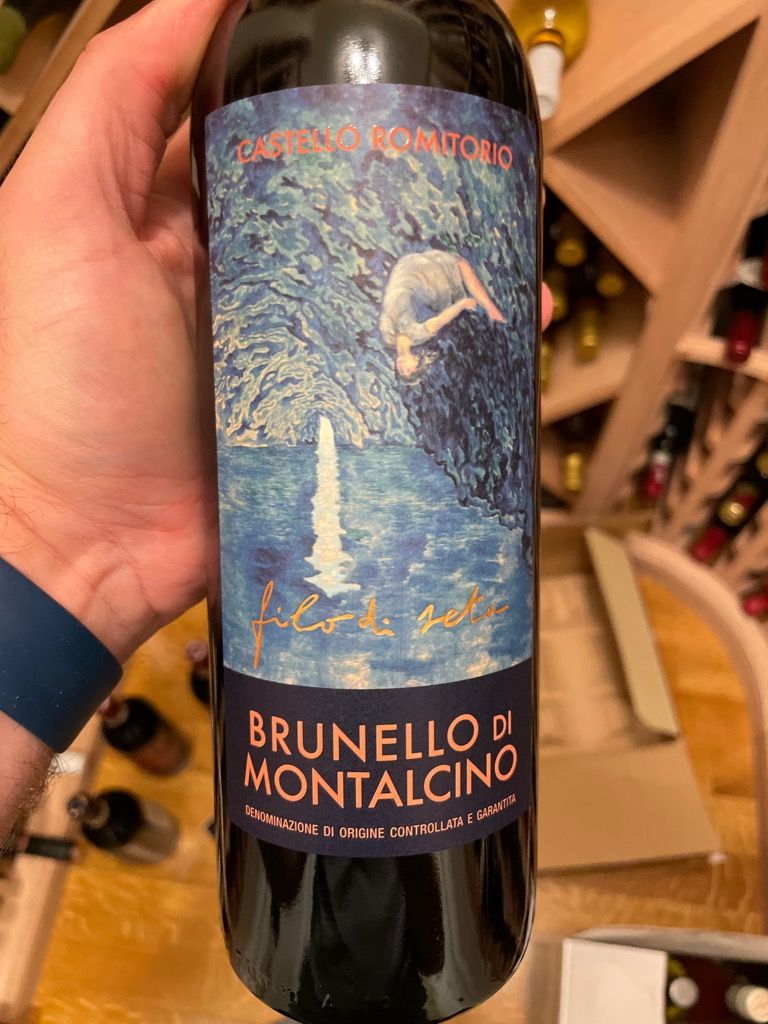 CASTELLO ROMITORIO
filo di seta
BRUNELLO DI
MONTALCINO
DENOMINAZIONE DI ORIGINE CONTROLLATA E GARANTITA